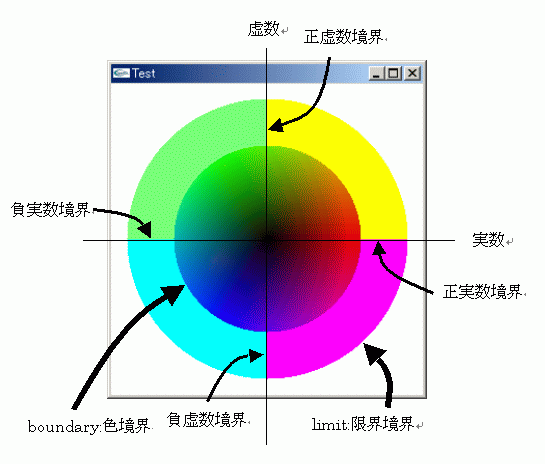 虚数
正虚数境界
Test
負実数境界
実数
正実数境界
boundary:色境界
負虚数境界
limit:限界境界